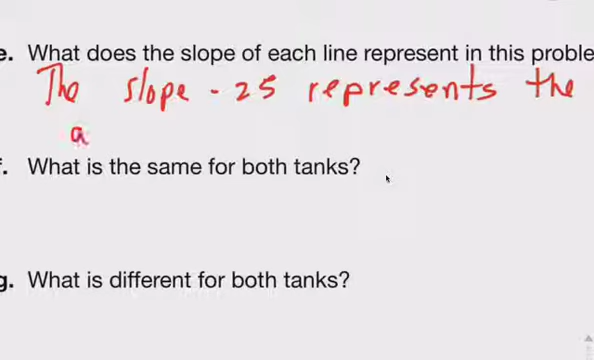 e. What does the slope of each line represent in this proble
The slope - 25 represents the
a
f. What is the same for both tanks?
g. What is different for both tanks?